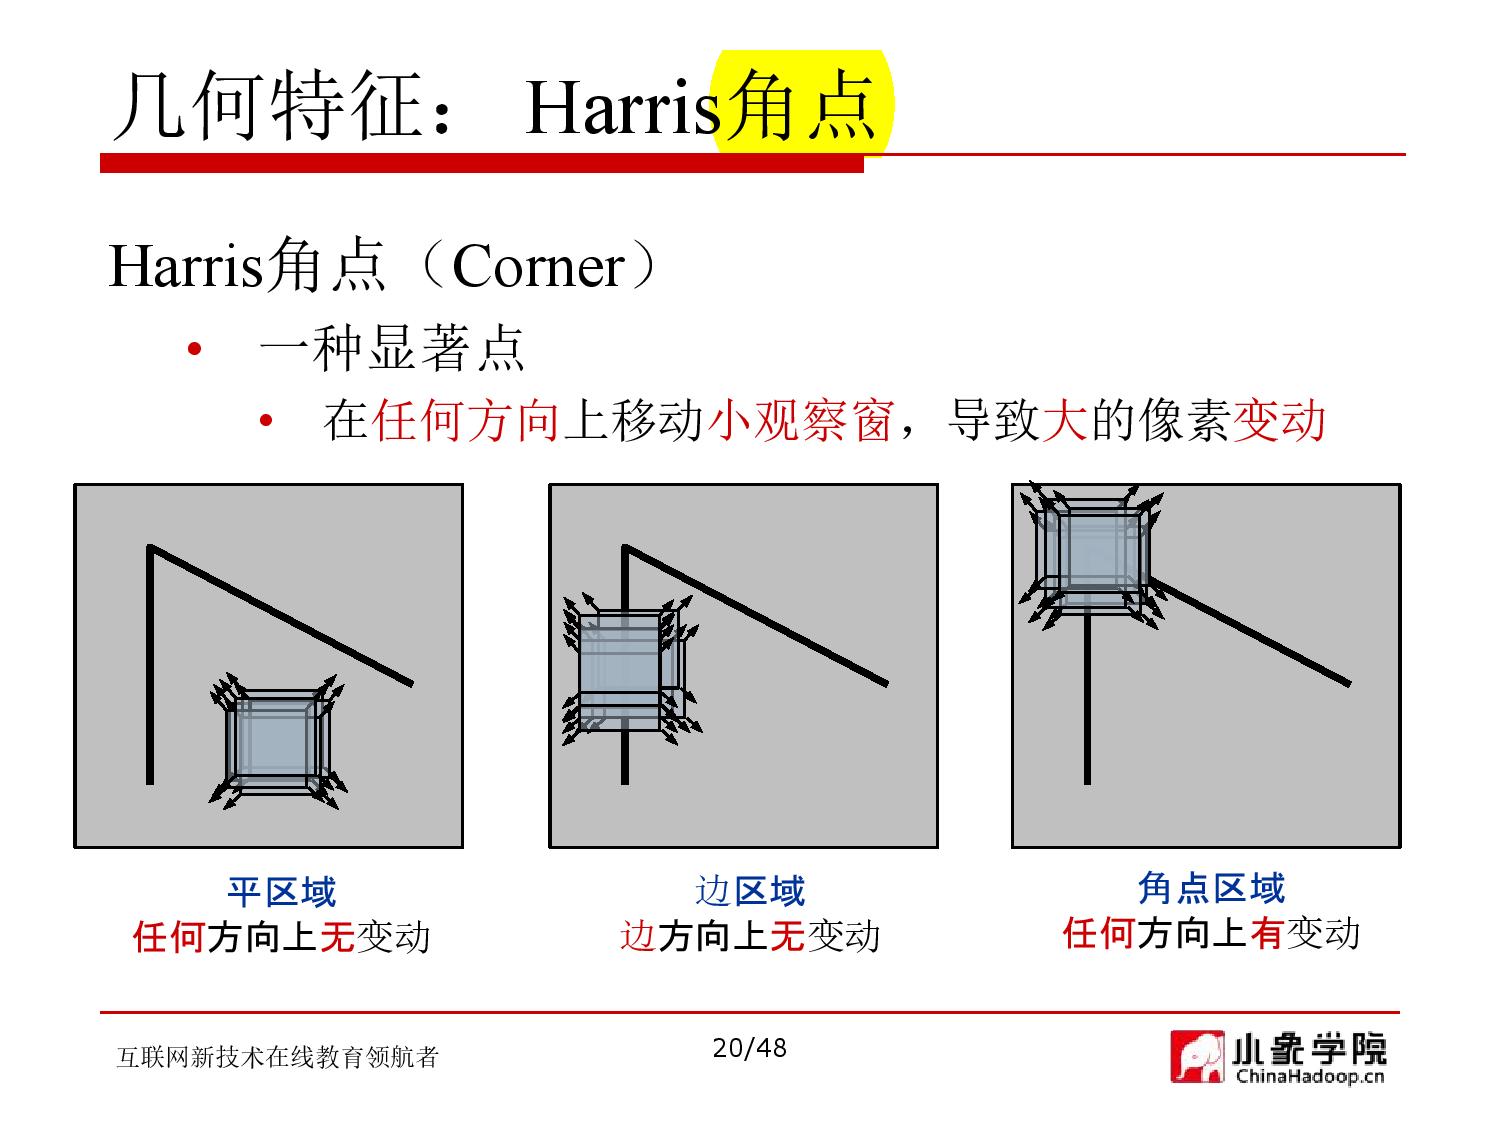 几何特征： Harris角点
Harris角点（Corner）
• 一种显著点
• 在任何方向上移动小观察窗，导致大的像素变动
平区域
任何方向上无变动
边区域
边方向上无变动
角点区域
任何方向上有变动
互联网新技术在线教育领航者
20/48
小象学院
ChinaHadoop.cn